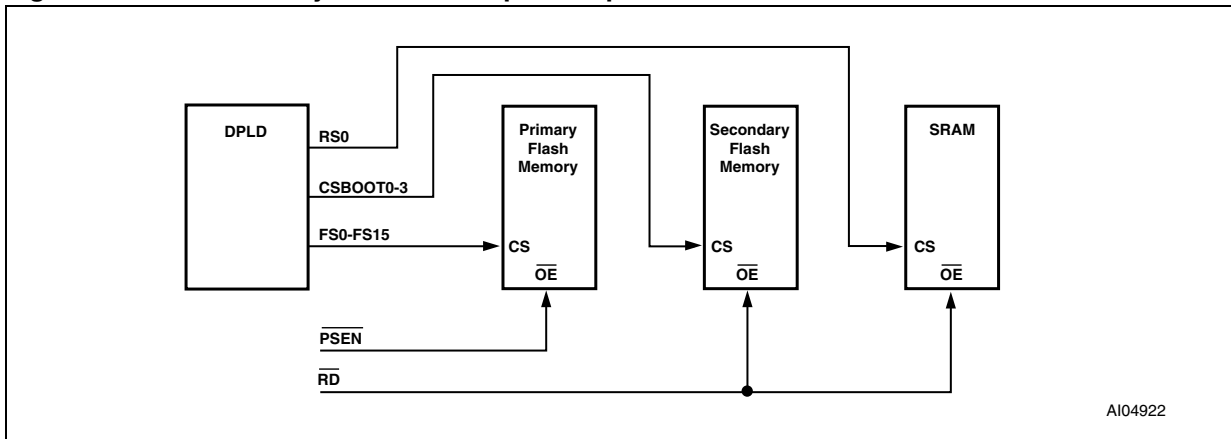 DPLD
RS0
CSBOOT0-3
FS0-FS15
Primary
Flash
Memory
CS
OE
Secondary
Flash
Memory
CS
OE
SRAM
CS
OE
PSEN
RD
AI04922